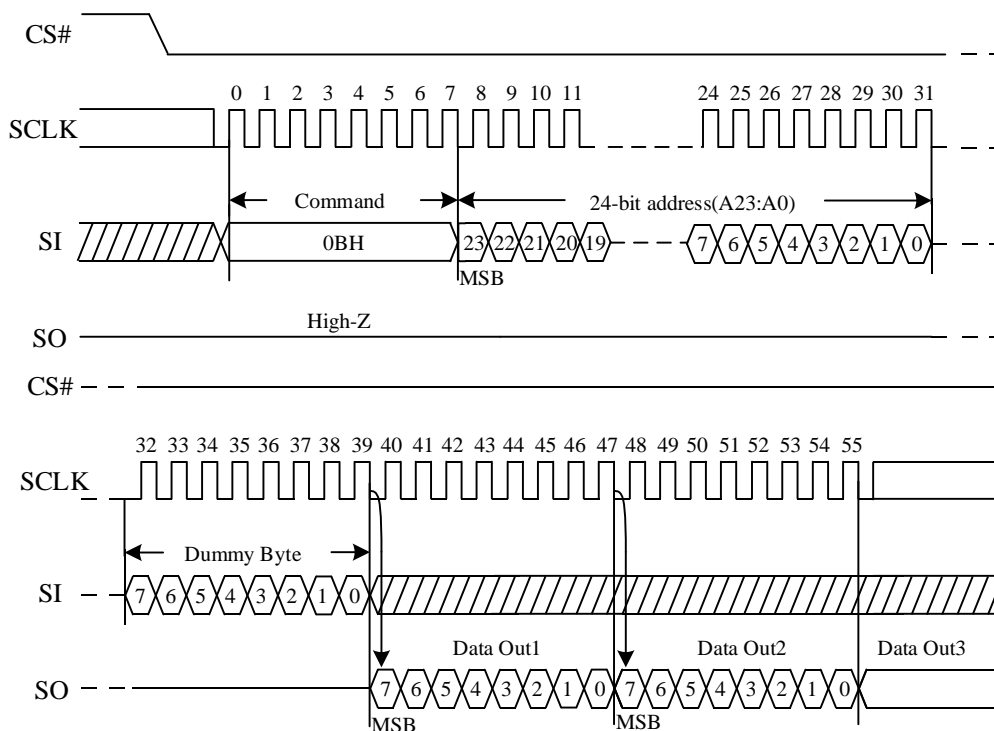 CS#
0 1 2 3 4 5 6 7 8 9 10 11 24 25 26 27 28 29 30 31
SCLK
Command 24-bit address(A23:A0)
SI 0BH 23 22 21 20 19 7 6 5 4 3 2 1 0
MSB
High-Z
SO
CS#
32 33 34 35 36 37 38 39 40 41 42 43 44 45 46 47 48 49 50 51 52 53 54 55
SCLK
Dummy Byte
SI 7 6 5 4 3 2 1 0
Data Out1 Data Out2 Data Out3
SO 7 6 5 4 3 2 1 0 7 6 5 4 3 2 1 0
MSB MSB